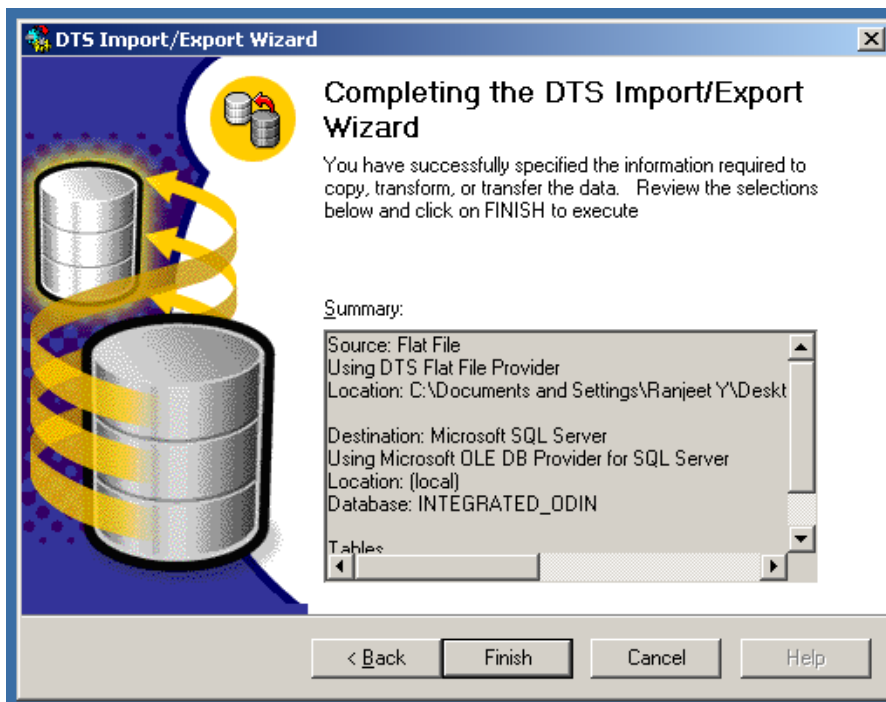 DTS Import/Export Wizard
Completing the DTS Import/Export
Wizard
You have successfully specified the information required to
copy, transform, or transfer the data. Review the selections
below and click on FINISH to execute
Summary:
Source: Flat File
Using DTS Flat File Provider
Location: C:\Documents and Settings\Ranjeet Y\Deskt
Destination: Microsoft SQL Server
Using Microsoft OLE DB Provider for SQL Server
Location: (local)
Database: INTEGRATED_ODIN
Tables
< Back Finish Cancel Help